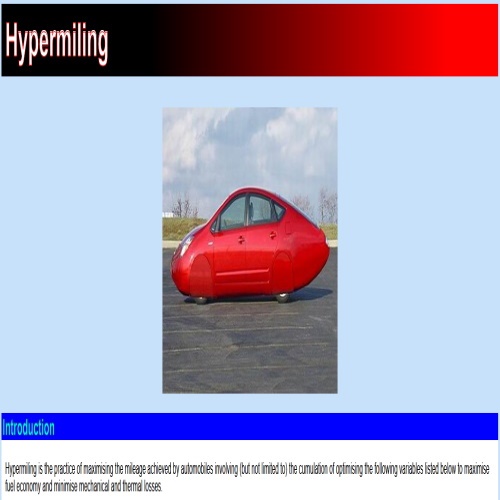 Hypermiling
Introduction
Hypermiling is the practice of maximising the mileage achieved by automobiles involving (but not limited to) the cumulation of optimising the following variables listed below to maximise
fuel economy and minimise mechanical and thermal losses.